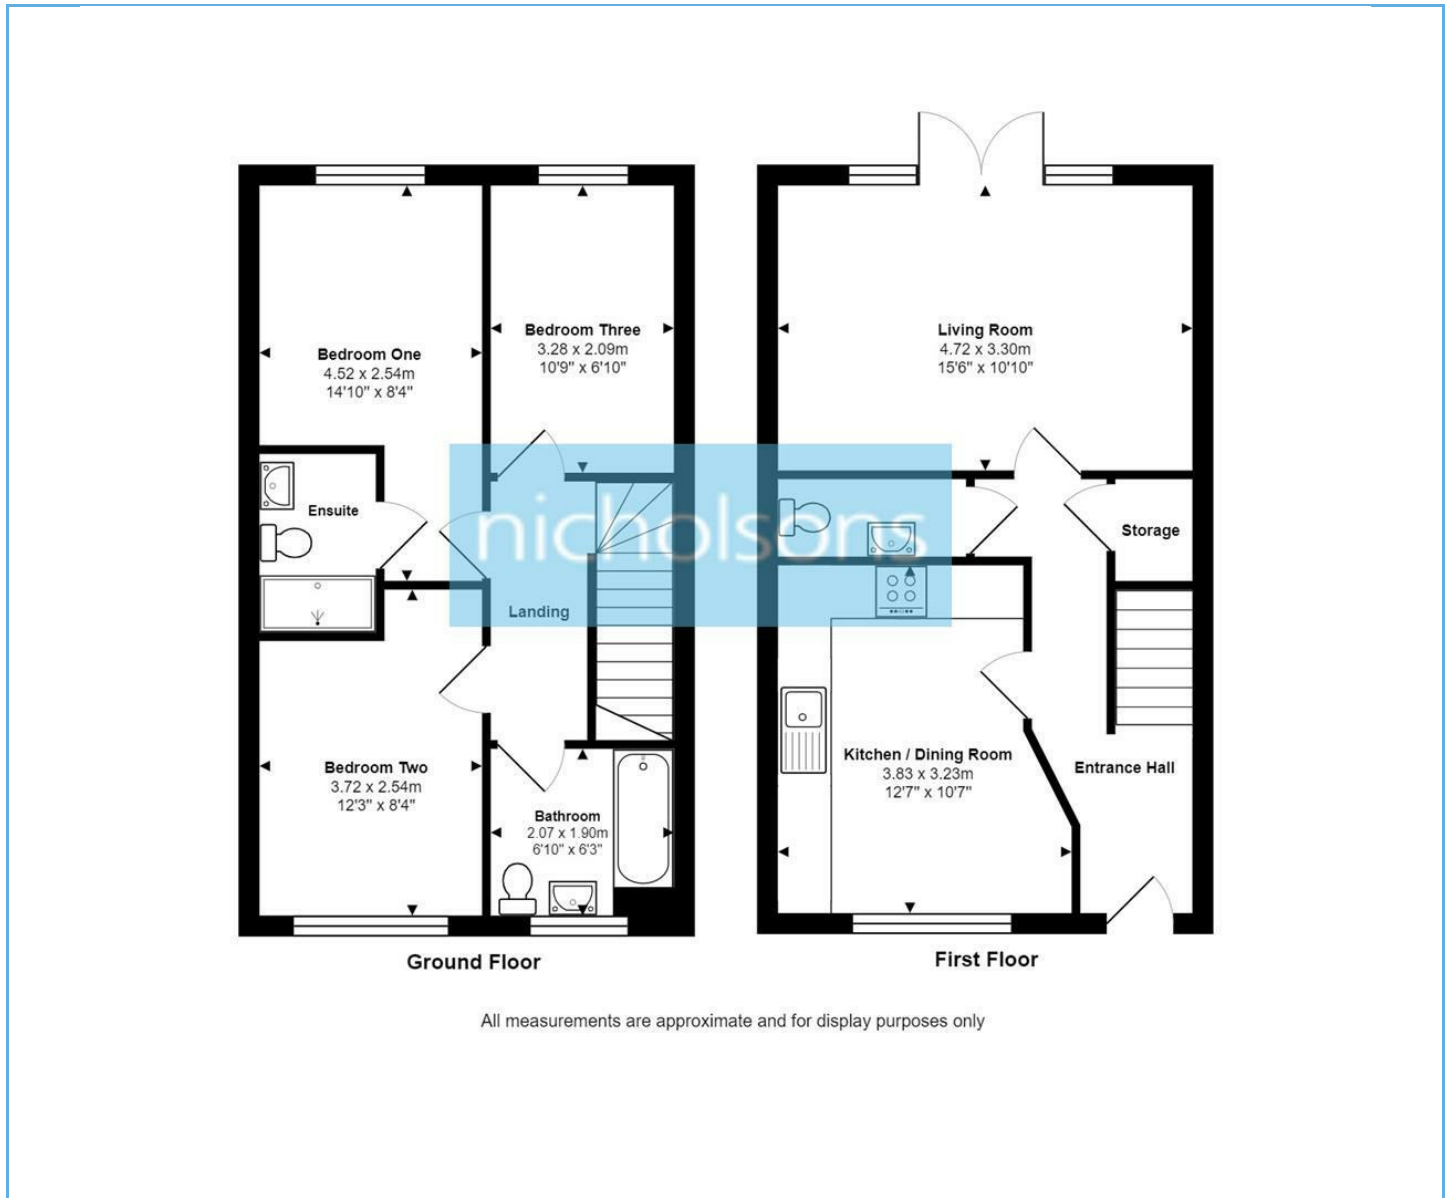 Bedroom One
4.52 x 2.54m
14'10" x 8'4"
Bedroom Three
3.28 x 2.09m
10'9" x 6'10"
Ensuite
Landing
Bedroom Two
3.72 x 2.54m
12'3" x 8'4"
Bathroom
2.07 x 1.90m
6'10" x 6'3"
Ground Floor
Living Room
4.72 x 3.30m
15'6" x 10'10"
Storage
Kitchen / Dining Room
3.83 x 3.23m
12'7" x 10'7"
Entrance Hall
First Floor
nicholsons
All measurements are approximate and for display purposes only